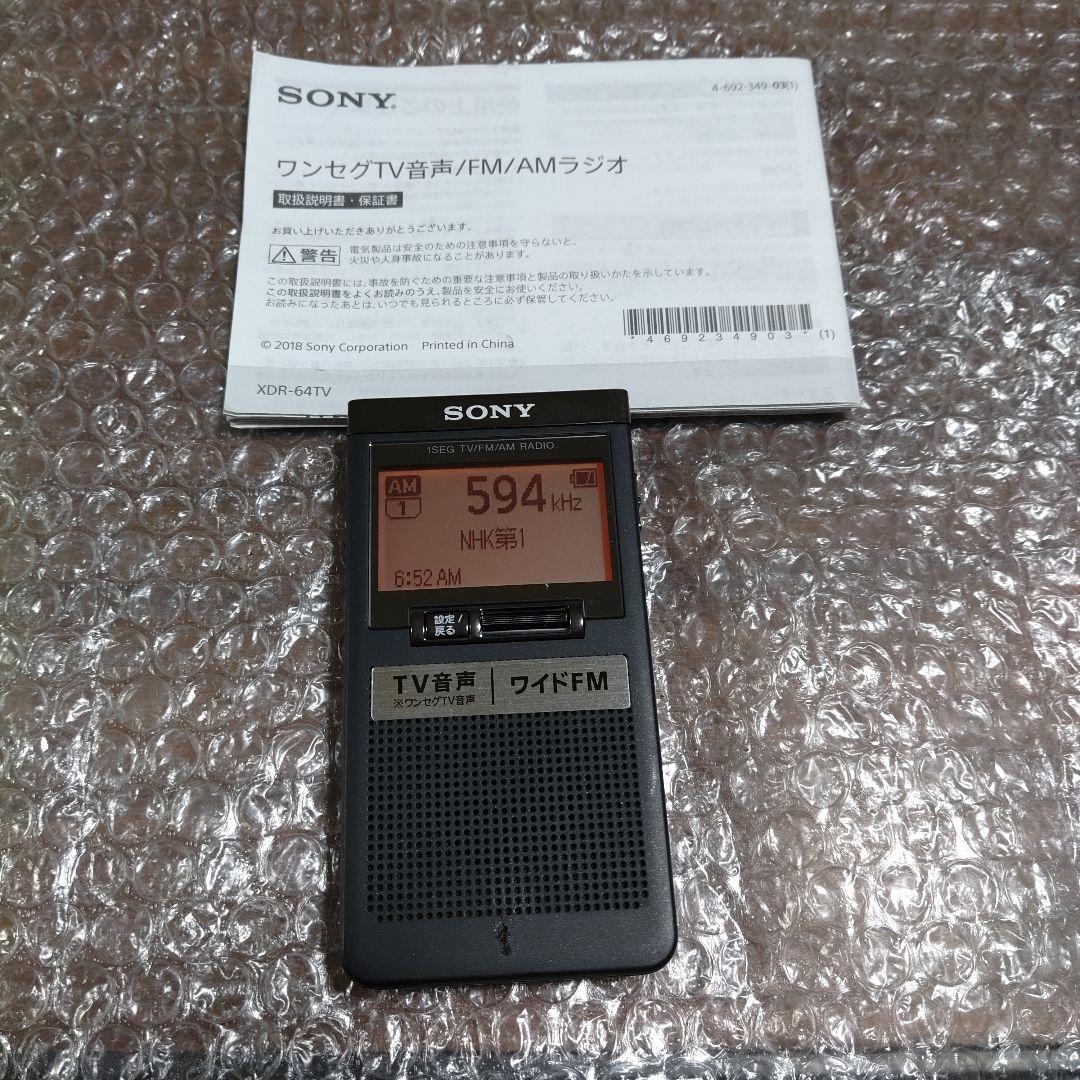 SONY®
4-692-349-03(1)
ワンセグTV音声/FM/AMラジオ
取扱説明書・保証書
お買い上げいただきありがとうございます。
警告
電気製品は安全のための注意事項を守らないと、
火災や人身事故になることがあります。
この取扱説明書には、事故を防ぐための重要な注意事項と製品の取り扱いかたを示しています。
この取扱説明書をよくお読みのうえ、製品を安全にお使いください。
お読みになったあとは、いつでも見られるところに必ず保管してください。
*469234903* (1)
© 2018 Sony Corporation Printed in China
XDR-64TV
SONY
1SEG TV/FM/AM RADIO
AM
1
594 kHz
NHK第1
6:52 AM
設定/
戻る
TV音声
※ワンセグTV音声
ワイドFM